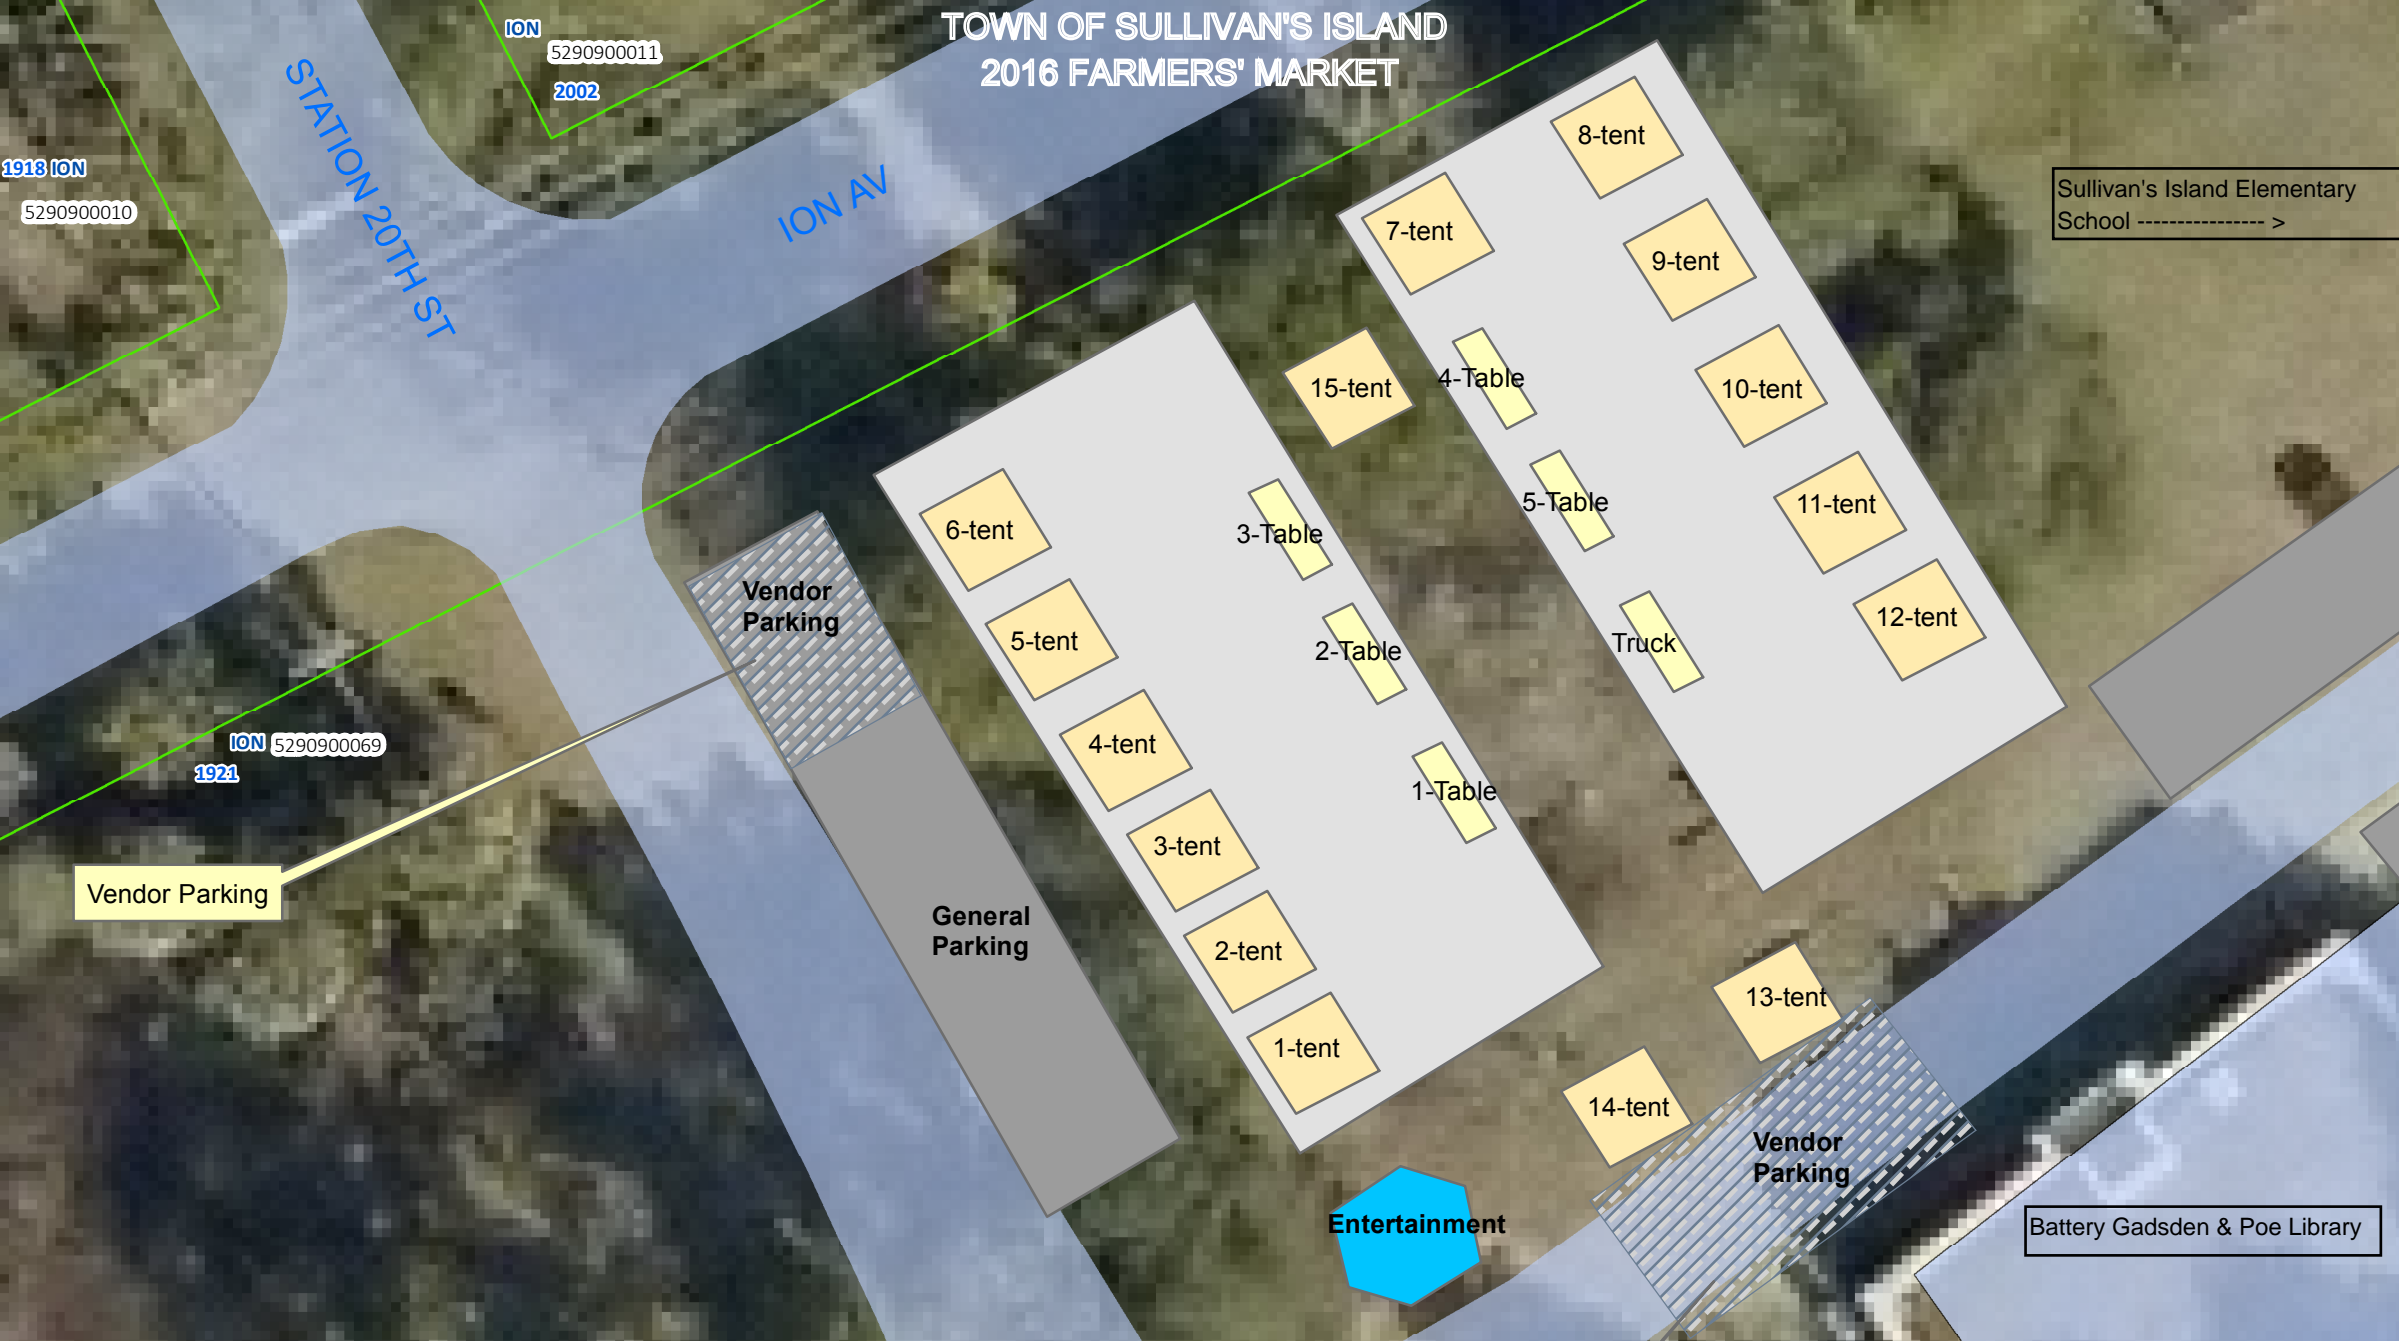 TOWN OF SULLIVAN'S ISLAND
2016 FARMERS' MARKET
ION
5290900011
2002
STATION 20TH ST
1918 ION
5290900010
ION AV
Sullivan's Island Elementary
School ---------------- >
8-tent
7-tent
9-tent
15-tent
4-Table
10-tent
6-tent
3-Table
5-Table
11-tent
Vendor
Parking
5-tent
2-Table
Truck
12-tent
ION 5290900069
1921
4-tent
1-Table
3-tent
Vendor Parking
General
Parking
2-tent
13-tent
1-tent
14-tent
Vendor
Parking
Entertainment
Battery Gadsden & Poe Library